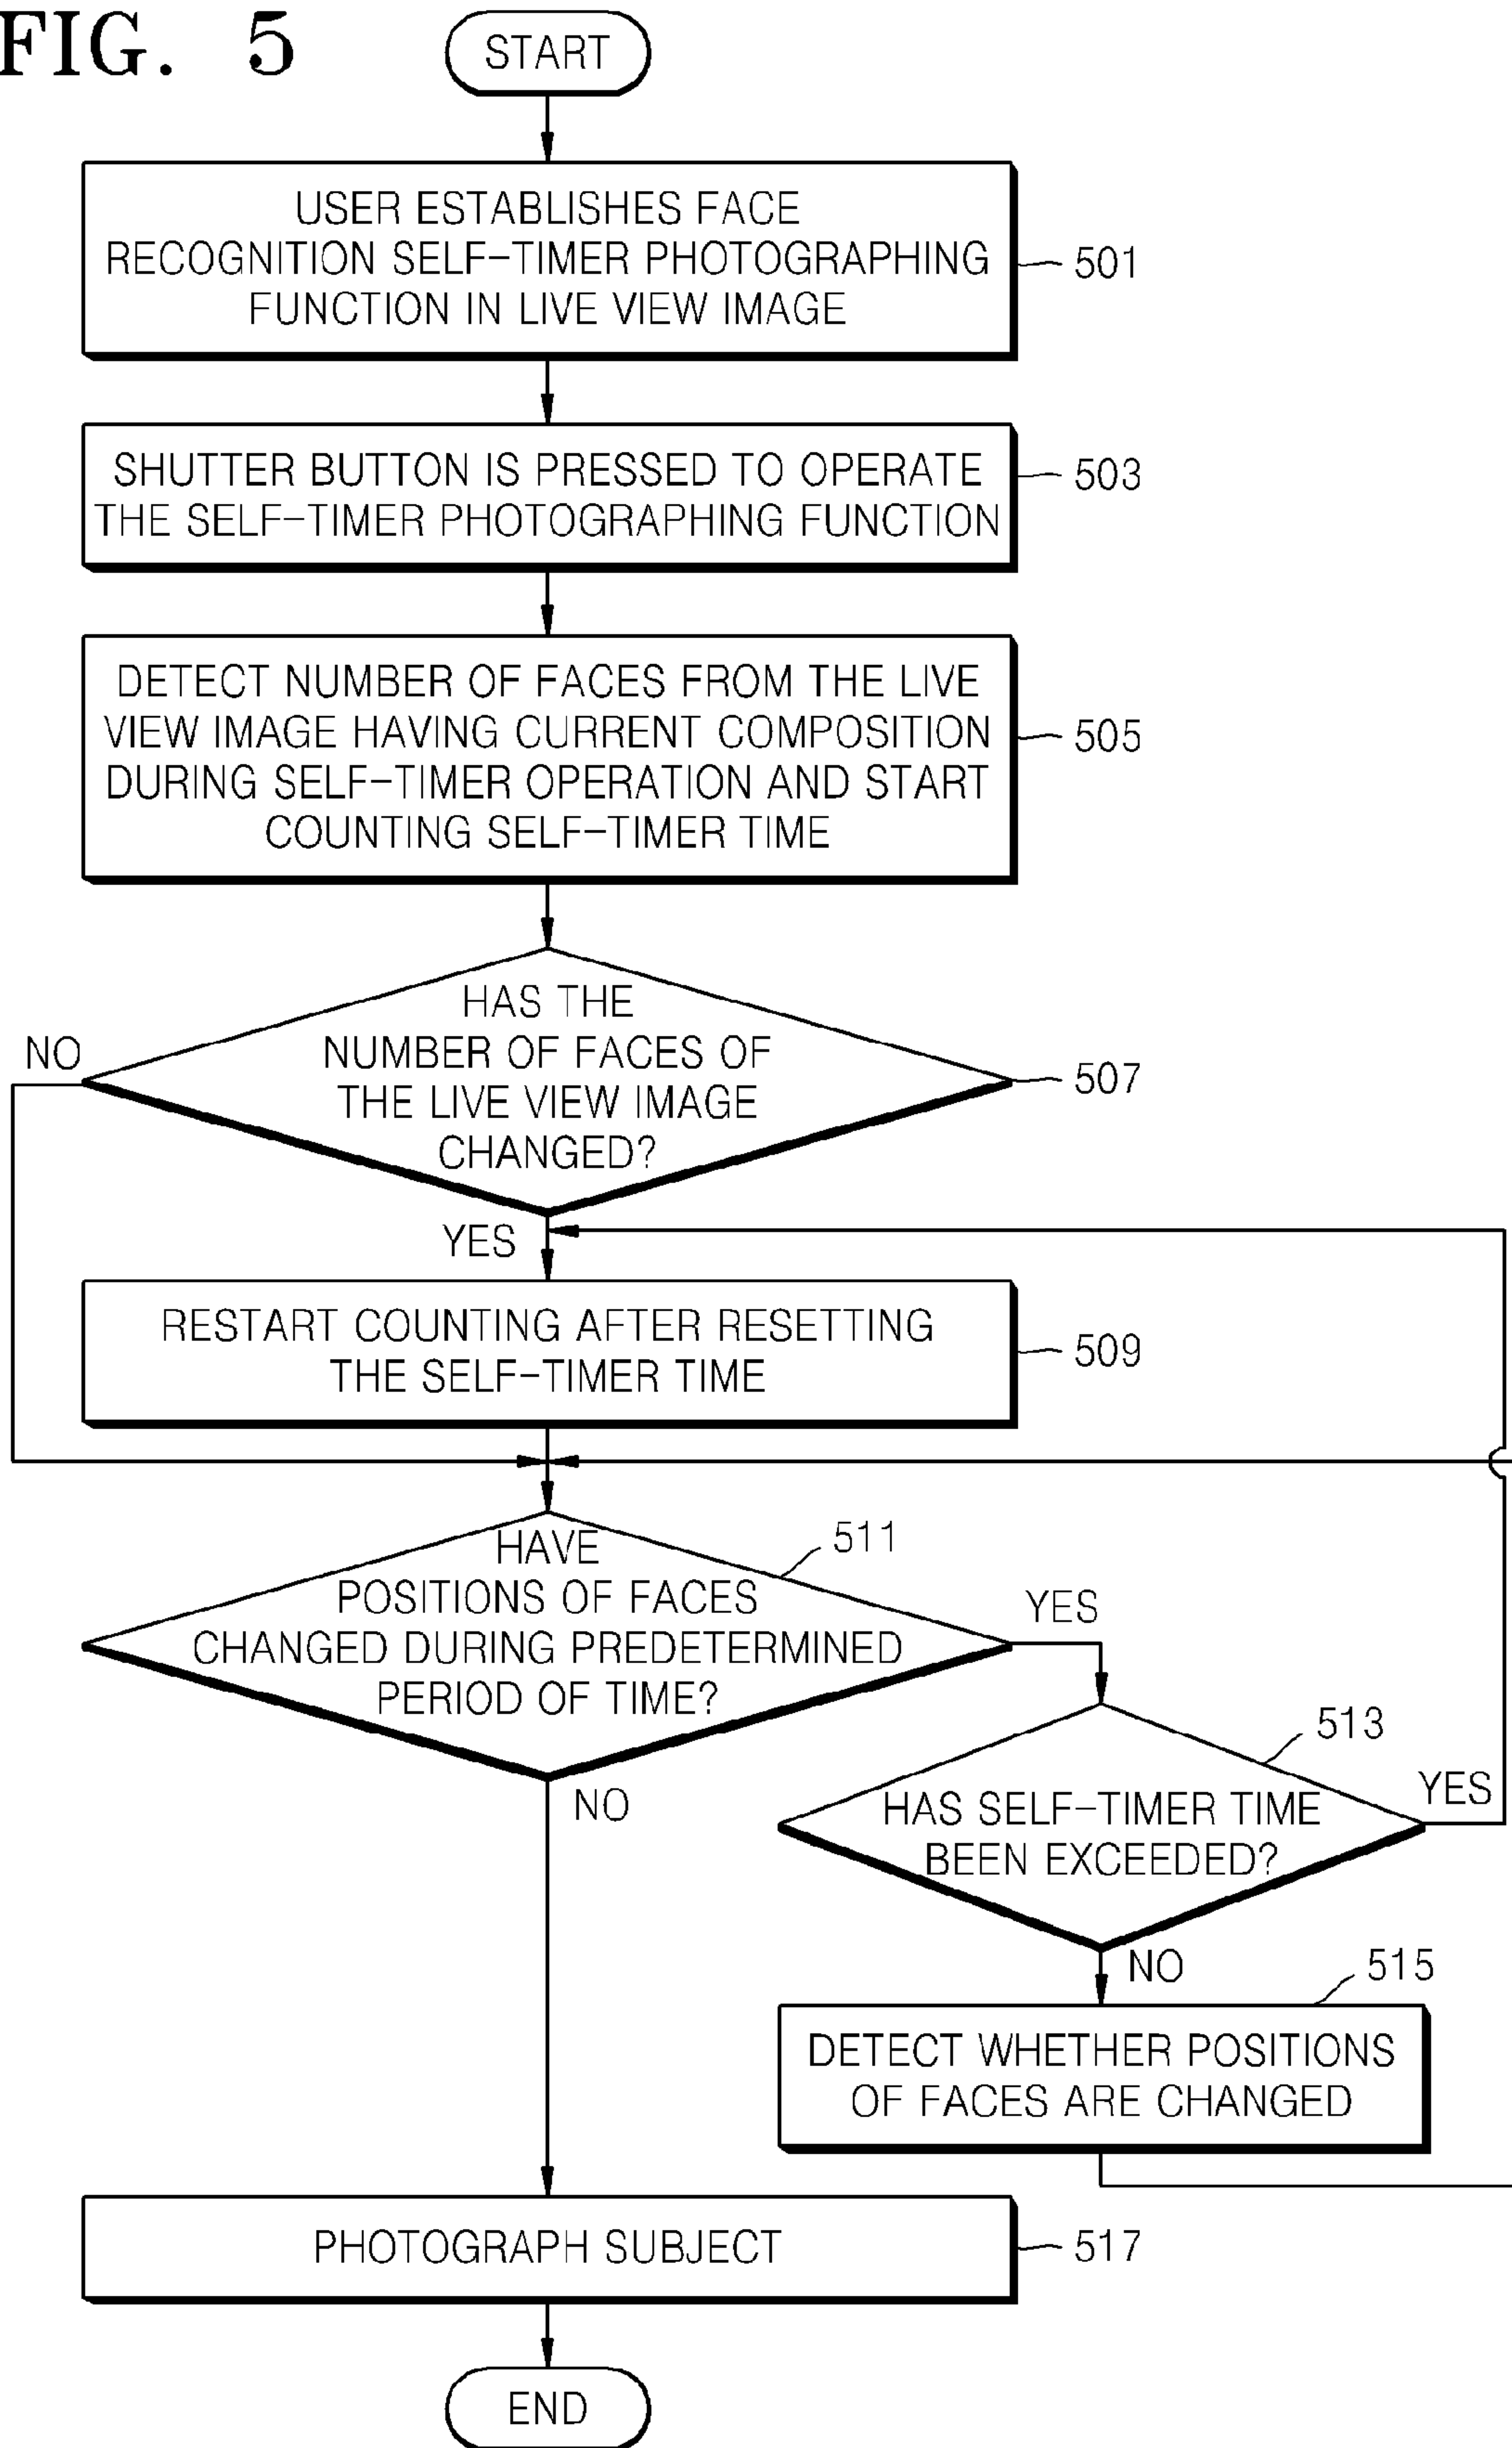 FIG. 5
START
USER ESTABLISHES FACE
RECOGNITION SELF-TIMER PHOTOGRAPHING
FUNCTION IN LIVE VIEW IMAGE
501
SHUTTER BUTTON IS PRESSED TO OPERATE
THE SELF-TIMER PHOTOGRAPHING FUNCTION
503
DETECT NUMBER OF FACES FROM THE LIVE
VIEW IMAGE HAVING CURRENT COMPOSITION
DURING SELF-TIMER OPERATION AND START
COUNTING SELF-TIMER TIME
505
HAS THE
NUMBER OF FACES OF
THE LIVE VIEW IMAGE
CHANGED?
507
NO
YES
RESTART COUNTING AFTER RESETTING
THE SELF-TIMER TIME
509
HAVE
POSITIONS OF FACES
CHANGED DURING PREDETERMINED
PERIOD OF TIME?
511
YES
NO
513
HAS SELF-TIMER TIME
BEEN EXCEEDED?
YES
NO
515
DETECT WHETHER POSITIONS
OF FACES ARE CHANGED
PHOTOGRAPH SUBJECT
517
END